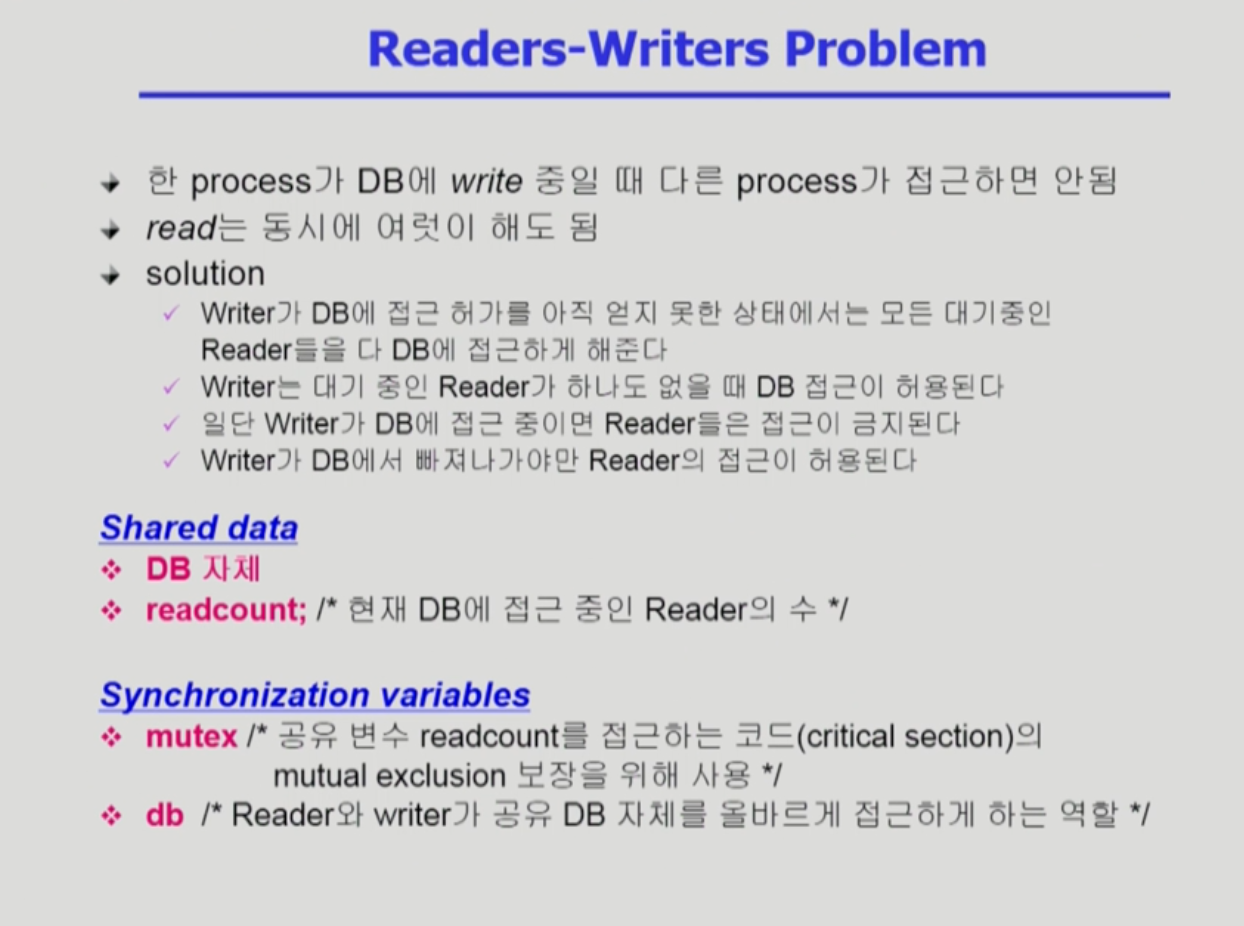 Readers-Writers Problem
한 process가 DB에 write 중일 때 다른 process가 접근하면 안됨
read는 동시에 여럿이 해도 됨
solution
Writer가 DB에 접근 허가를 아직 얻지 못한 상태에서는 모든 대기중인
Reader들을 다 DB에 접근하게 해준다
Writer는 대기 중인 Reader가 하나도 없을 때 DB 접근이 허용된다
일단 Writer가 DB에 접근 중이면 Reader들은 접근이 금지된다
Writer가 DB에서 빠져나가야만 Reader의 접근이 허용된다
Shared data
DB 자체
readcount; /* 현재 DB에 접근 중인 Reader의 수 */
Synchronization variables
mutex /* 공유 변수 readcount를 접근하는 코드(critical section)의
mutual exclusion 보장을 위해 사용 */
db /* Reader와 writer가 공유 DB 자체를 올바르게 접근하게 하는 역할 */